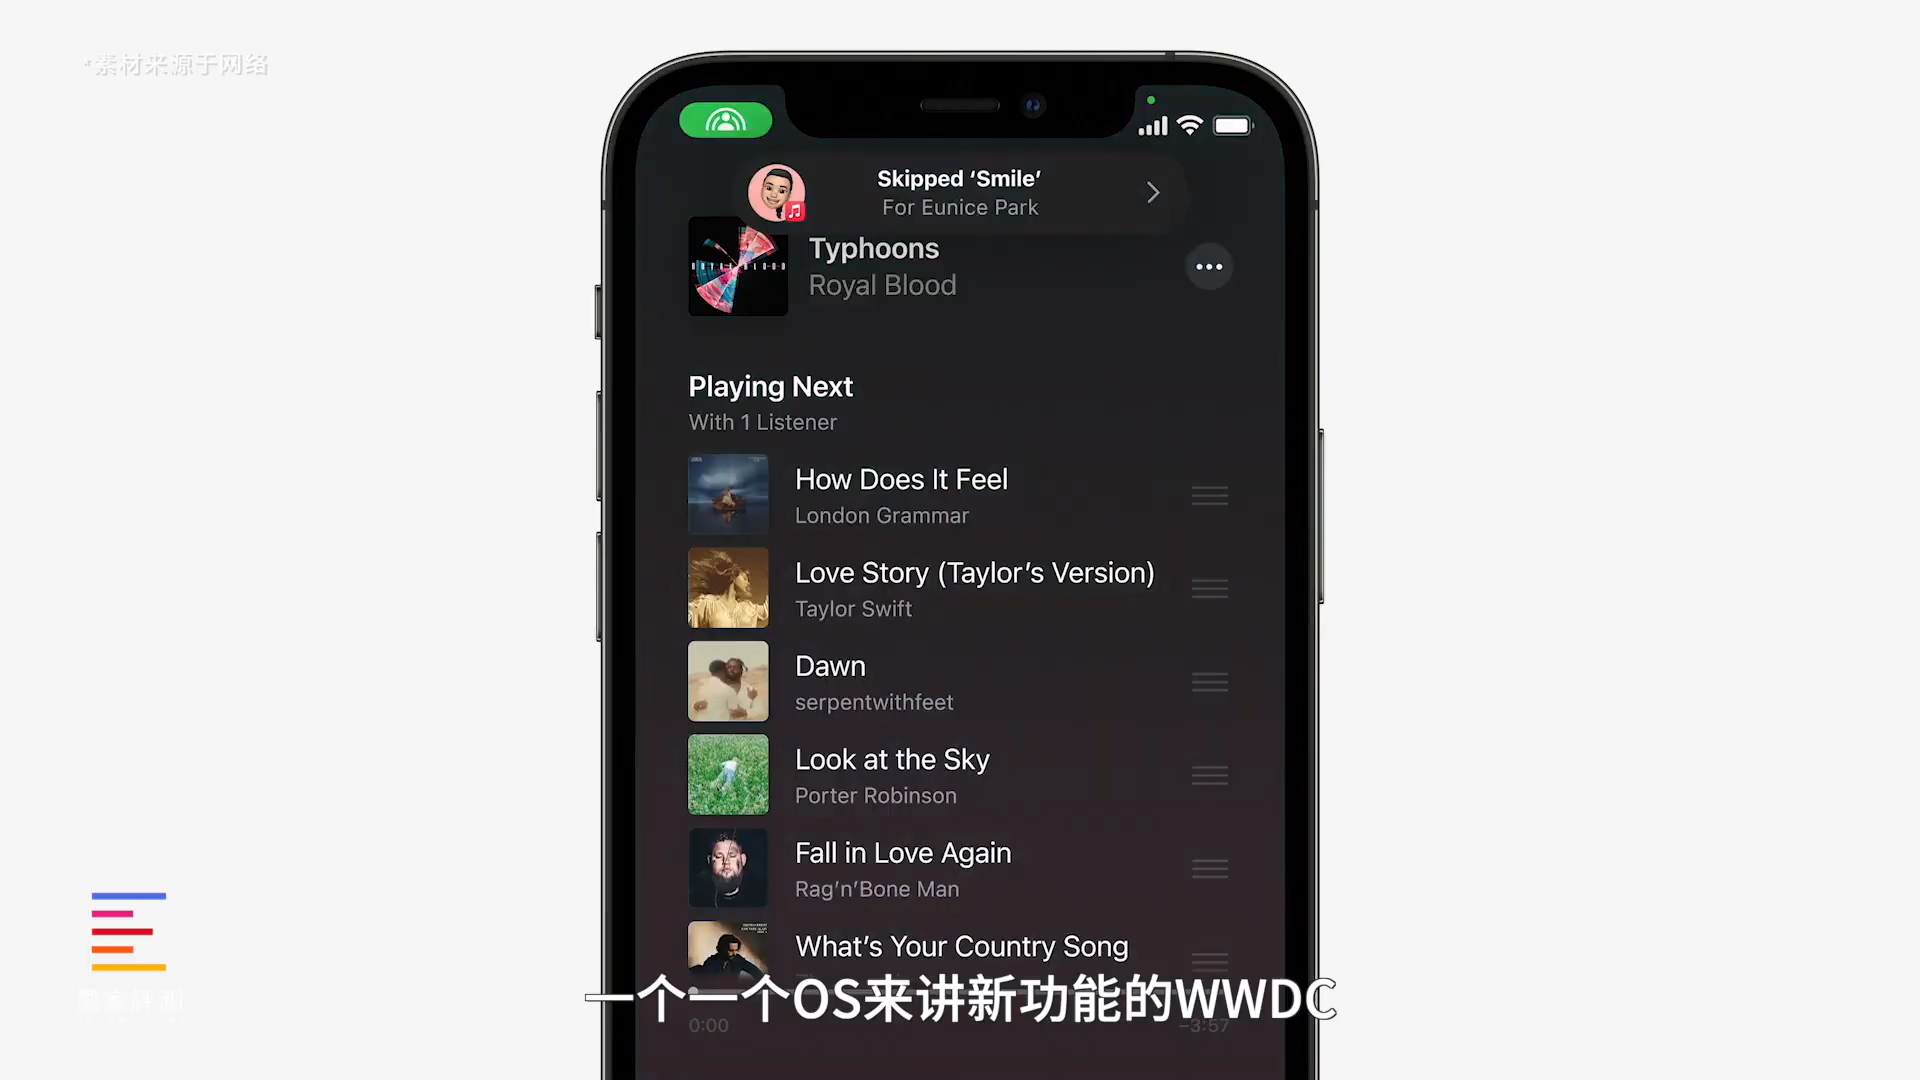 *素材来源于网络
Skipped ‘Smile’
For Eunice Park
Typhoons
Royal Blood
Playing Next
With 1 Listener
How Does It Feel
London Grammar
Love Story (Taylor’s Version)
Taylor Swift
Dawn
serpentwithfeet
Look at the Sky
Porter Robinson
Fall in Love Again
Rag’n’Bone Man
What’s Your Country Song
一个一个OS来讲新功能的WWDC
0:00
-3:57